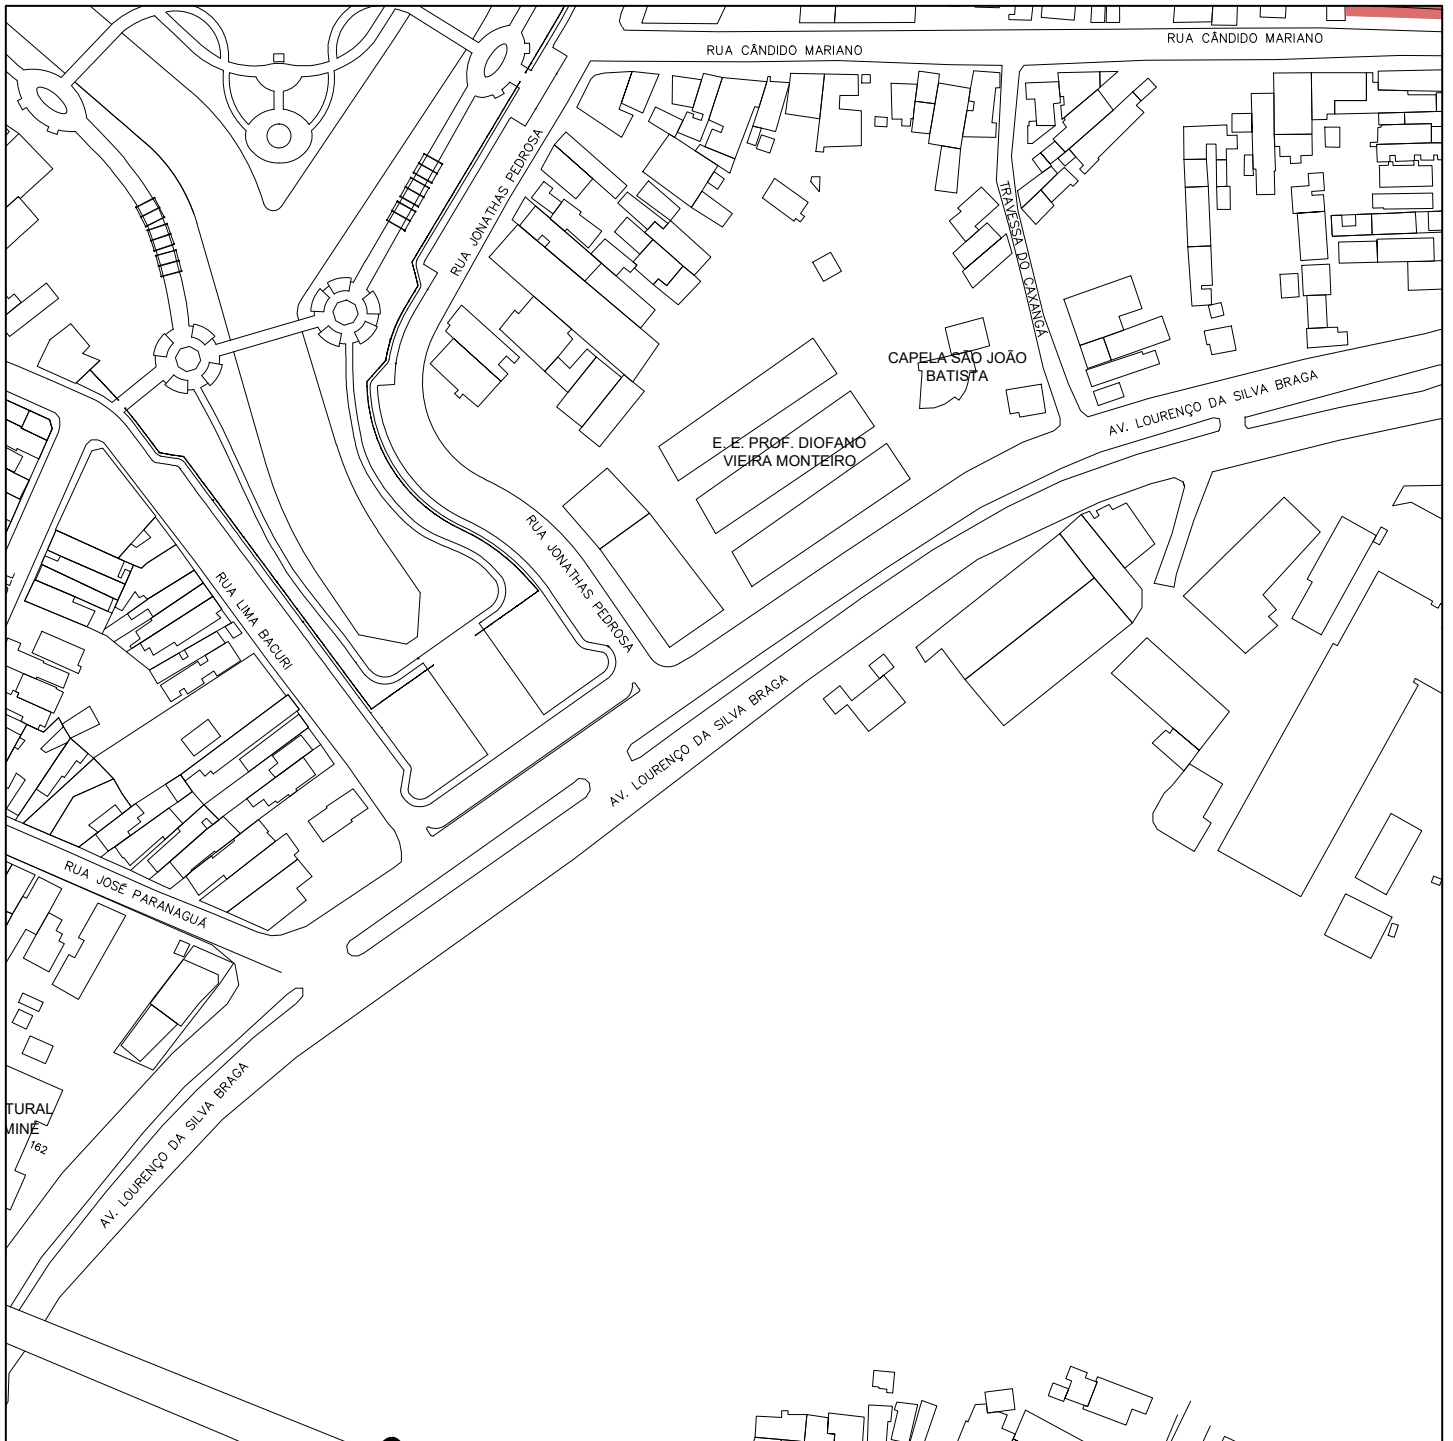 RUA CÂNDIDO MARIANO
RUA CÂNDIDO MARIANO
RUA JONATHAS PEDROSA
TRAVESSA DO CAXANGÁ
CAPELA SÃO JOÃO
BATISTA
AV. LOURENÇO DA SILVA BRAGA
E. E. PROF. DIOFANO
VIEIRA MONTEIRO
RUA JONATHAS PEDROSA
RUA LIMA BACURI
AV. LOURENÇO DA SILVA BRAGA
RUA JOSÉ PARANAGUÁ
AV. LOURENÇO DA SILVA BRAGA
TURAL
MINÉ
162